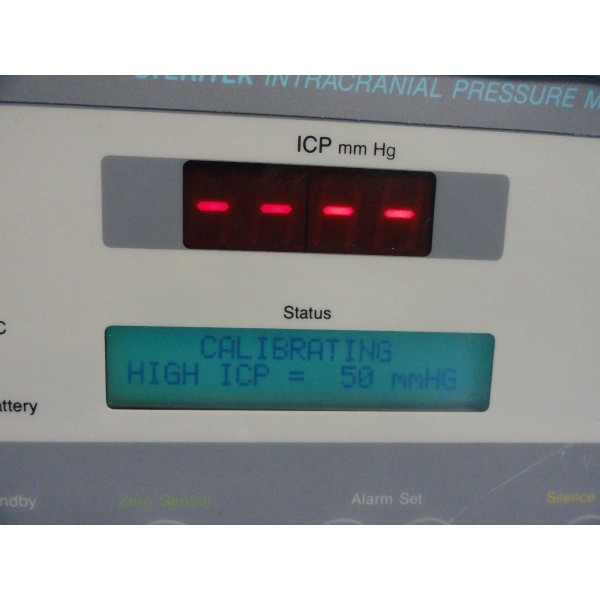 INTRACRANIAL PRESSURE
ICP mm Hg
- - - -
Status
CALIBRATING
HIGH ICP = 50 mmHG
Zero Sensor
Alarm Set
Silence